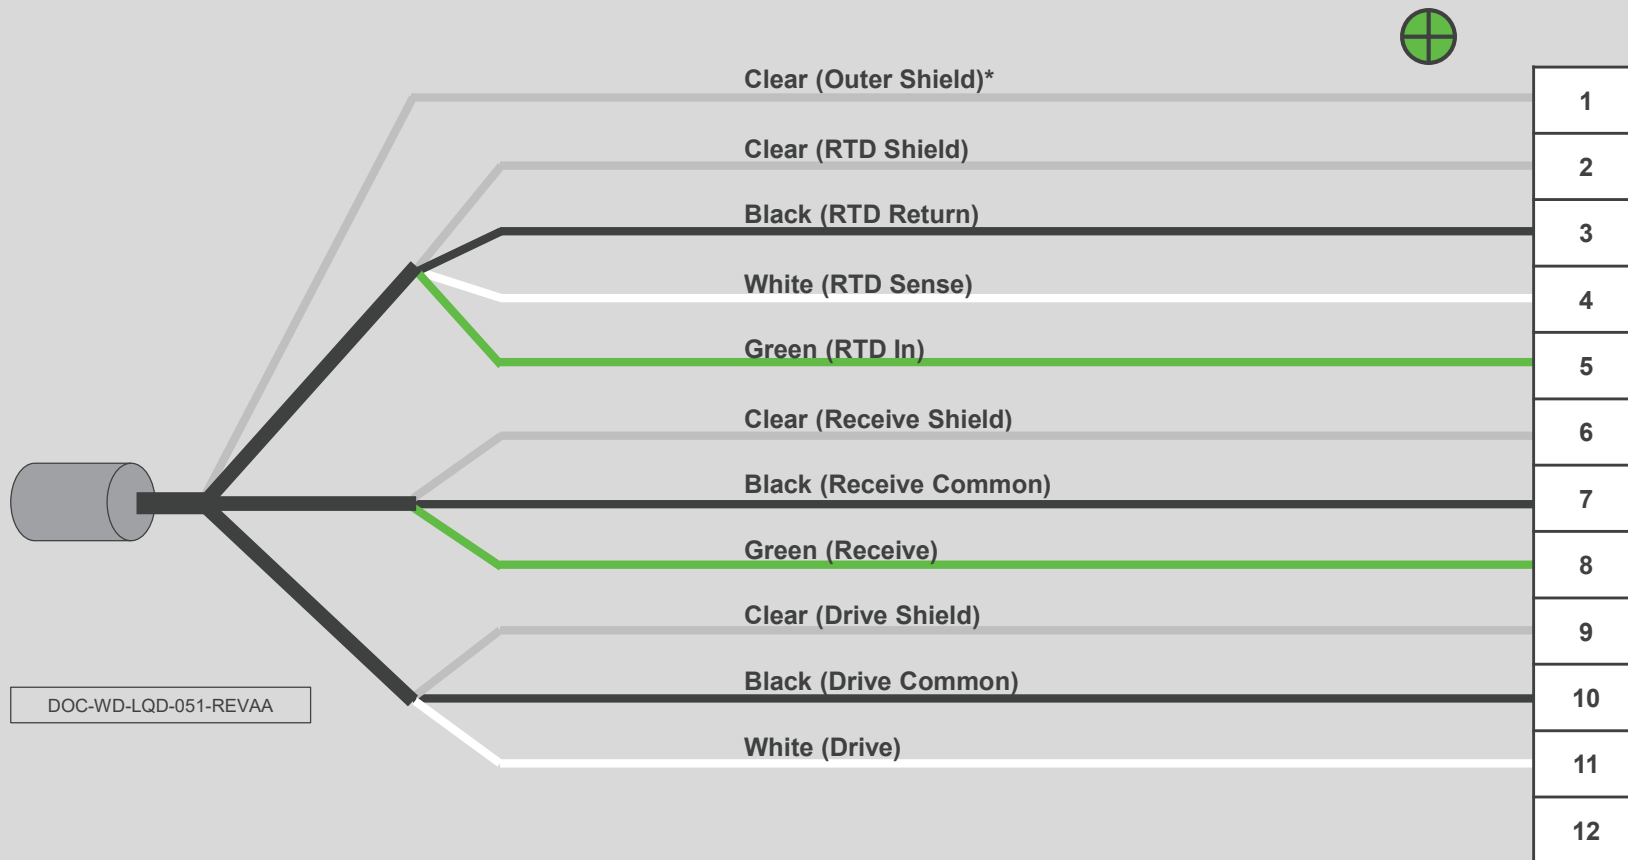 Clear (Outer Shield)*
1
Clear (RTD Shield)
2
Black (RTD Return)
3
White (RTD Sense)
4
Green (RTD In)
5
Clear (Receive Shield)
6
Black (Receive Common)
7
Green (Receive)
8
Clear (Drive Shield)
9
Black (Drive Common)
10
DOC-WD-LQD-051-REVAA
White (Drive)
11
12